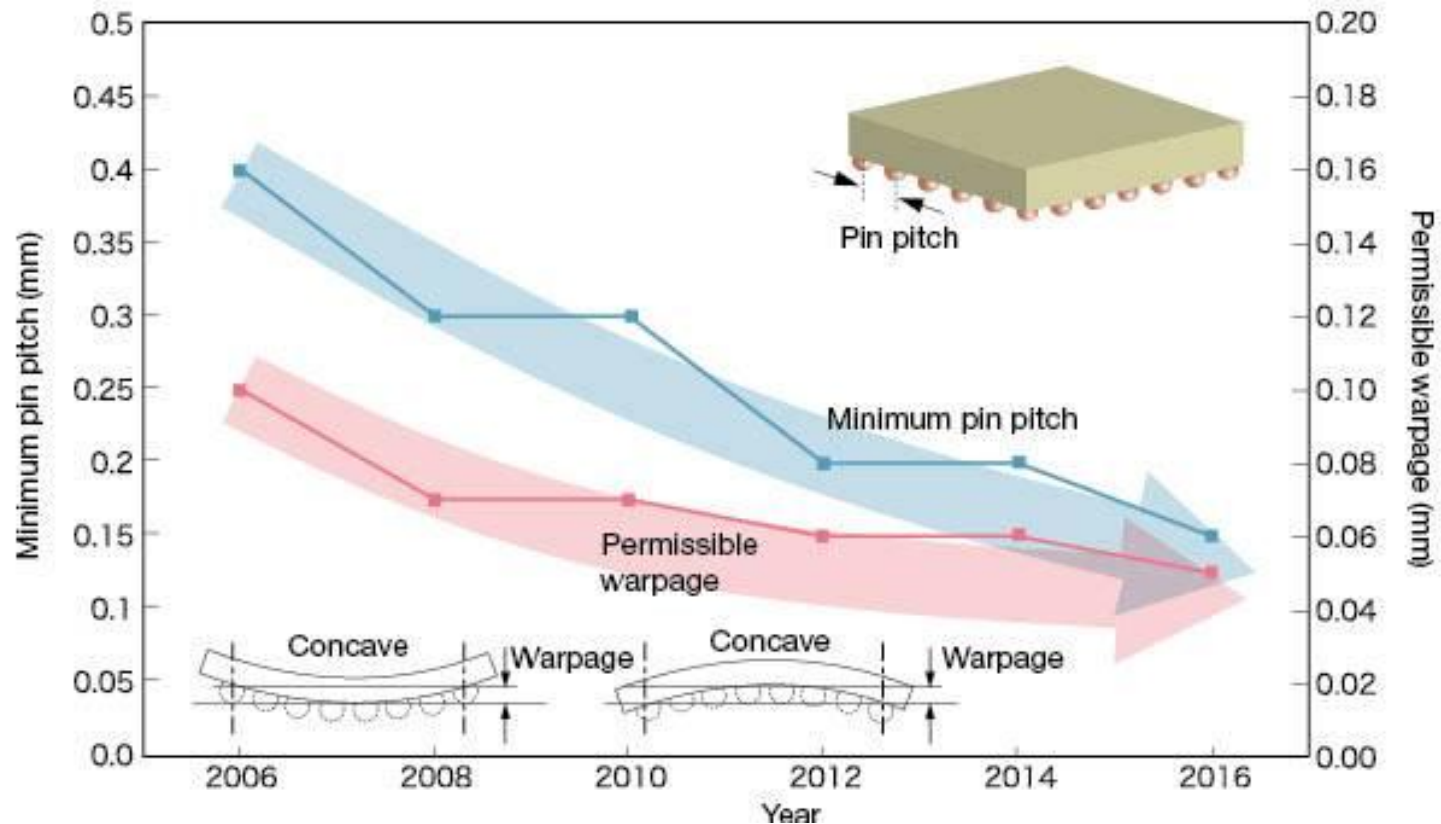 0.5
0.45
0.4
0.35
0.3
0.25
0.2
0.15
0.1
0.05
0.0
Minimum pin pitch (mm)
0.20
0.18
0.16
0.14
0.12
0.10
0.08
0.06
0.04
0.02
0.00
Permissible warpage (mm)
Pin pitch
Minimum pin pitch
Permissible
warpage
Concave
Warpage
Concave
Warpage
2006
2008
2010
2012
2014
2016
Year